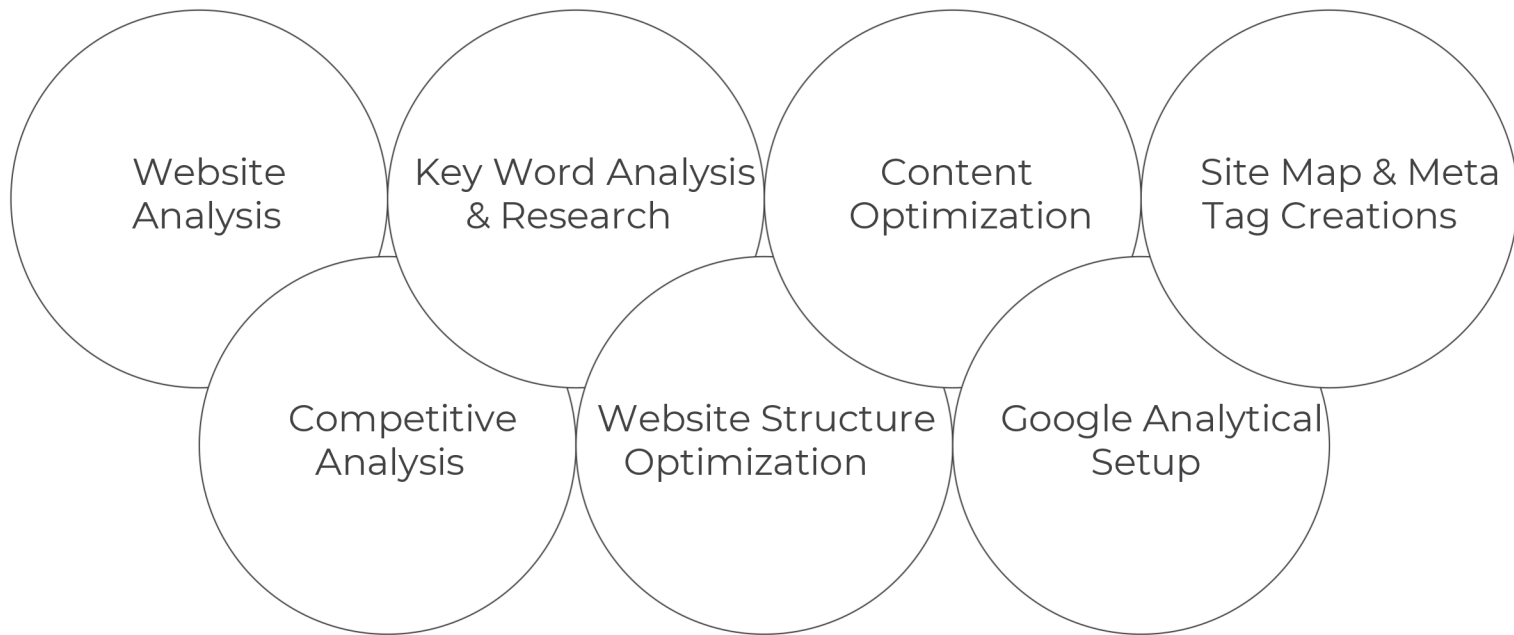 Website
Analysis
Key Word Analysis
& Research
Content
Optimization
Site Map & Meta
Tag Creations
Competitive
Analysis
Website Structure
Optimization
Google Analytical
Setup